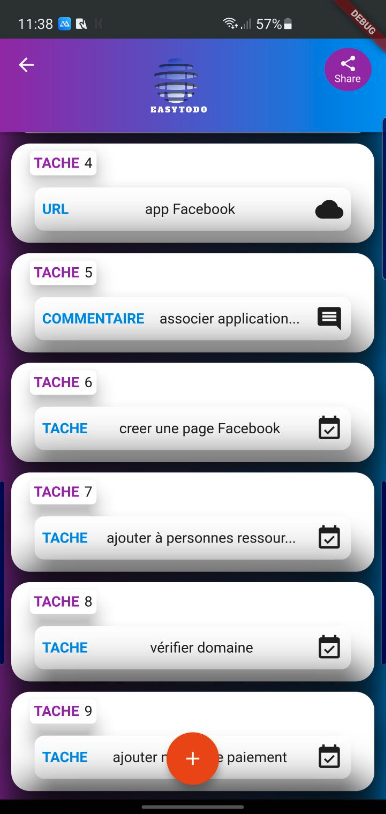 11:38 57%
DEBUG
Share
EASYTODO
TACHE 4
URL app Facebook
TACHE 5
COMMENTAIRE associer application...
TACHE 6
TACHE creer une page Facebook
TACHE 7
TACHE ajouter à personnes ressour...
TACHE 8
TACHE vérifier domaine
TACHE 9
TACHE ajouter paiement